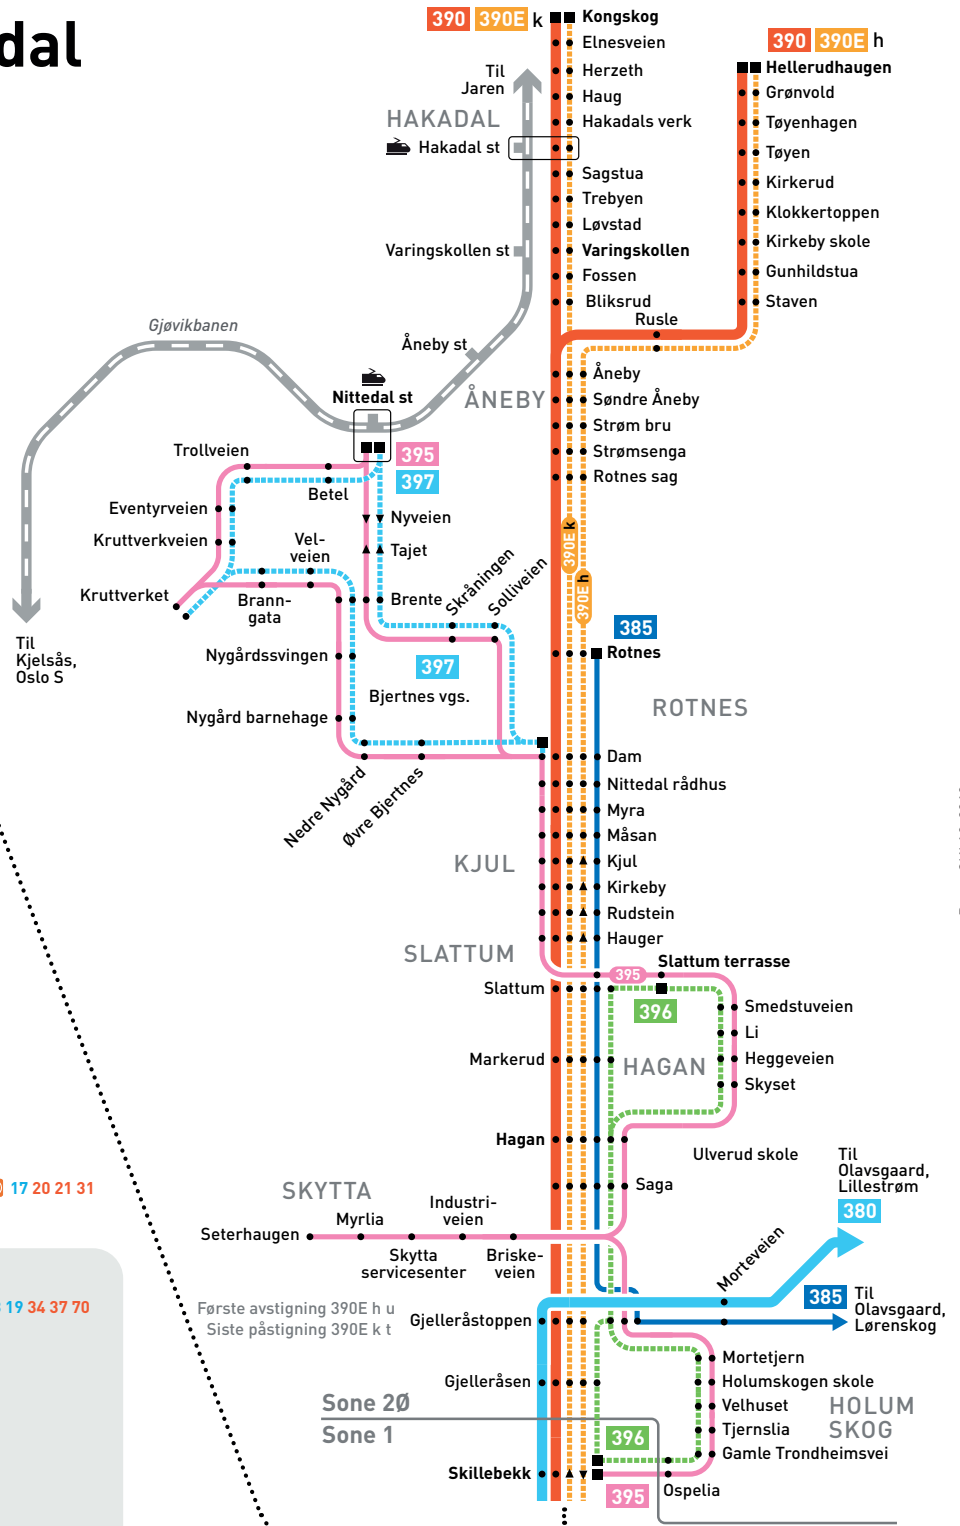 dal
390 390E k
Kongskog
Elnesveien
Herzeth
Haug
Hakadals verk
Sagstua
Trebyen
Løvstad
Varingskollen
Fossen
Bliksrud
390 390E h
Hellerudhaugen
Grønvold
Tøyenhagen
Tøyen
Kirkerud
Klokkertoppen
Kirkeby skole
Gunhildstua
Staven
Rusle
Til
Jaren
HAKADAL
Hakadal st
Varingskollen st
Gjøvikbanen
Åneby st
Nittedal st
ÅNEBY
Åneby
Søndre Åneby
Strøm bru
Strømsenga
Rotnes sag
395
397
Trollveien
Betel
Eventyrveien
Nyveien
Kruttverkveien
Vel-
veien
Tajet
Kruttverket
Brann-
gata
Brente
Skråningen
Solliveien
390E k
390E h
385
Rotnes
Til
Kjelsås,
Oslo S
Nygårdssvingen
397
Bjertnes vgs.
ROTNES
Nygård barnehage
Nedre Nygård
Øvre Bjertnes
Dam
Nittedal rådhus
Myra
Måsan
KJUL
Kjul
Kirkeby
Rudstein
Hauger
SLATTUM
395
Slattum terrasse
Slattum
396
Smedstuveien
Li
Markerud
HAGAN
Heggeveien
Skyset
Hagan
Ulverud skole
Til
Olavsgaard,
Lillestrøm
380
17 20 21 31
SKYTTA
Saga
Seterhaugen
Myrlia
Industri-
veien
Skytta
servicesenter
Briske-
veien
Morteveien
19 34 37 70
Første avstigning 390E h u
Siste påstigning 390E k t
Gjelleråstoppen
385
Til
Olavsgaard,
Lørenskog
Mortetjern
Gjelleråsen
Holumskogen skole
Velhuset
HOLUM
SKOG
Tjernslia
Gamle Trondheimsvei
Sone 2Ø
Sone 1
396
Skillebekk
395
Ospelia